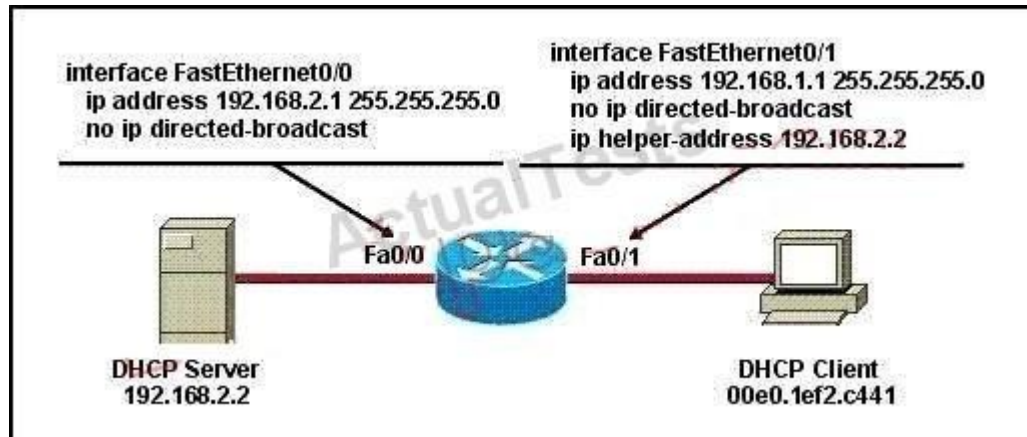 interface FastEthernet0/0
ip address 192.168.2.1 255.255.255.0
no ip directed-broadcast
interface FastEthernet0/1
ip address 192.168.1.1 255.255.255.0
no ip directed-broadcast
ip helper-address 192.168.2.2
ActualTests
Fa0/0
Fa0/1
DHCP Server
192.168.2.2
DHCP Client
00e0.1ef2.c441